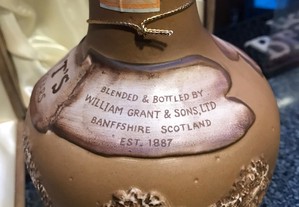 BLENDED & BOTTLED BY
WILLIAM GRANT & SONS, LTD
BANFFSHIRE SCOTLAND
EST. 1887